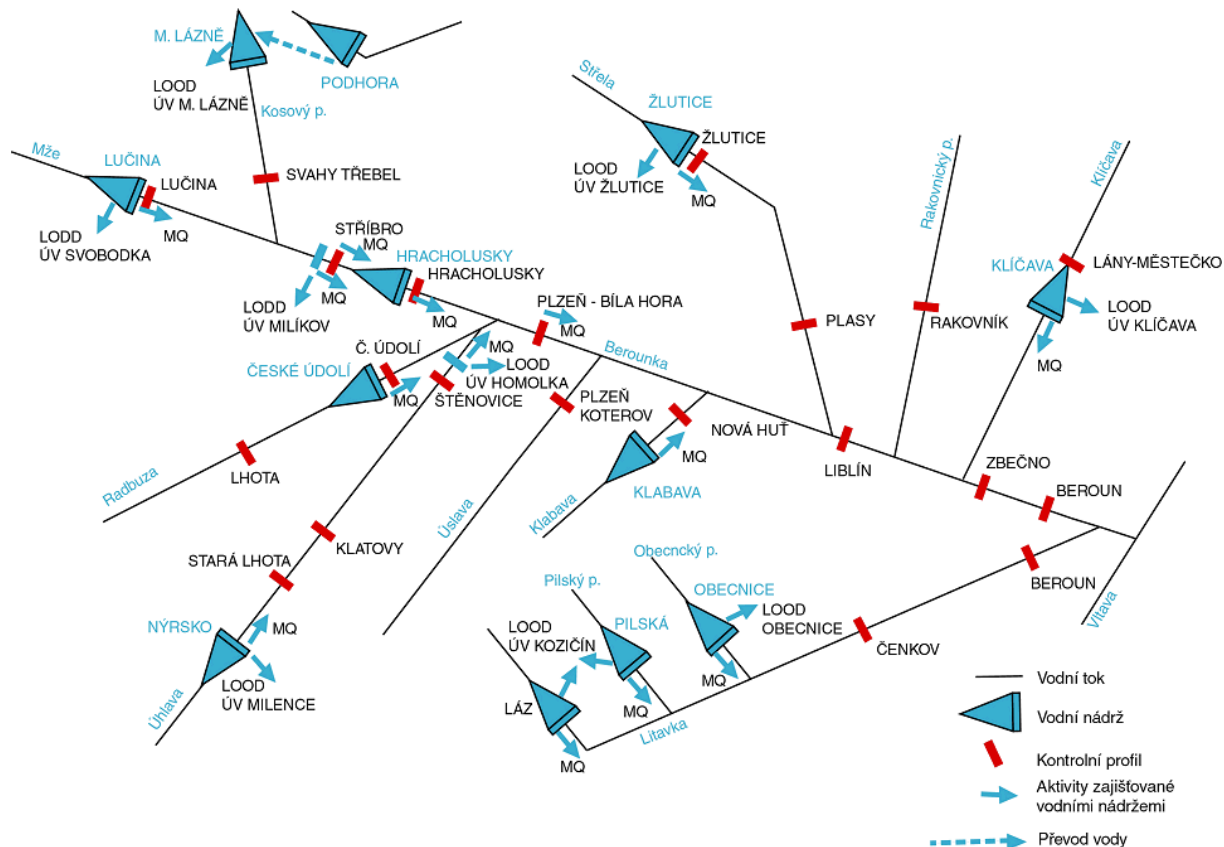 M. LÁZNĚ
LOOD
ÚV M. LÁZNĚ
PODHORA
Kosový p.
Mže
LUČINA
LUČINA
MQ
LODD
ÚV SVOBODKA
SVAHY TŘEBEL
STŘÍBRO
MQ
MQ
LODD
ÚV MILÍKOV
HRACHOLUSKY
HRACHOLUSKY
MQ
PLZEŇ - BÍLA HORA
MQ
Berounka
Střela
ŽLUTICE
ŽLUTICE
LOOD
ÚV ŽLUTICE
MQ
PLASY
Rakovnický p.
RAKOVNÍK
Klíčava
LÁNY-MĚSTEČKO
KLÍČAVA
LOOD
ÚV KLÍČAVA
MQ
Č. ÚDOLÍ
ČESKÉ ÚDOLÍ
MQ
MQ
LOOD
ÚV HOMOLKA
ŠTĚNOVICE
PLZEŇ
KOTEROV
NOVÁ HUŤ
MQ
KLABAVA
Klabava
LIBLÍN
ZBEČNO
BEROUN
BEROUN
Vltava
LHOTA
Radbuza
Úslava
KLATOVY
STARÁ LHOTA
NÝRSKO
MQ
LOOD
ÚV MILENCE
Úhlava
Obecncký p.
Pilský p.
OBECNICE
LOOD
OBECNICE
MQ
PILSKÁ
LOOD
ÚV KOZIČÍN
MQ
LÁZ
MQ
Litavka
ČENKOV
Vodní tok
Vodní nádrž
Kontrolní profil
Aktivity zajišťované
vodními nádržemi
Převod vody